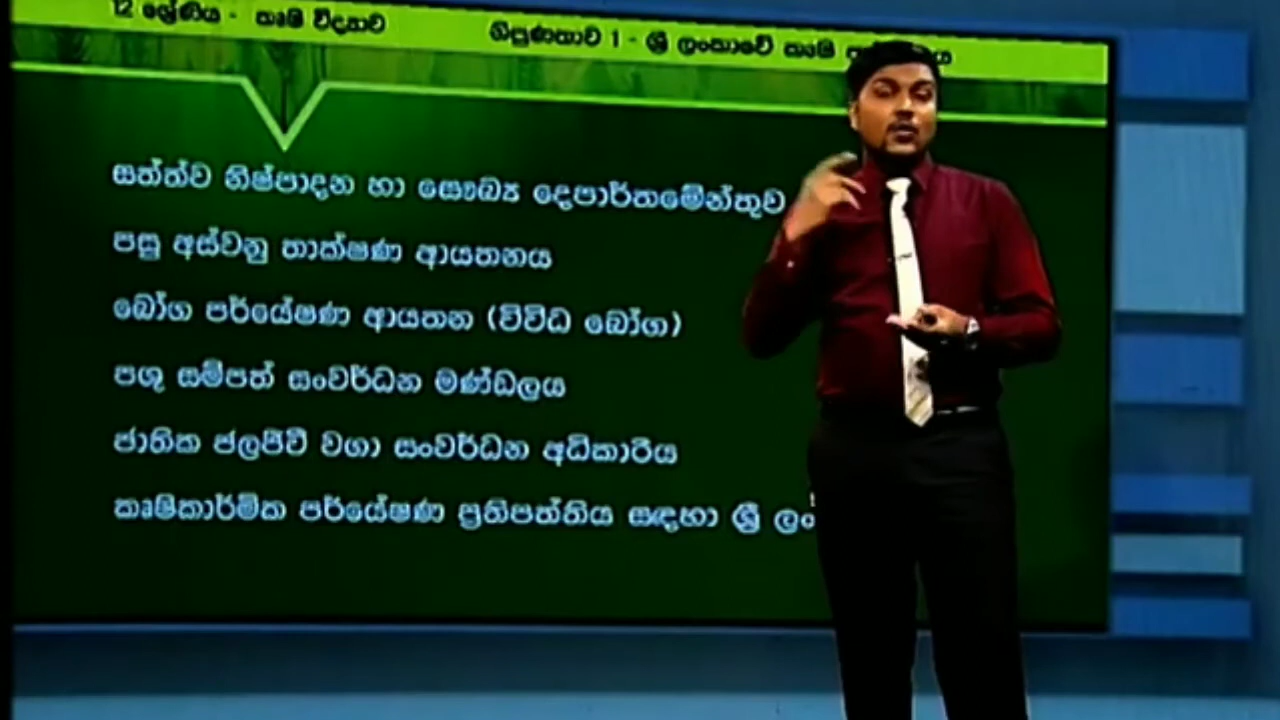 12 ශ්‍රේණිය - කෘෂි විද්‍යාව
නිපුණතාව 1 - ශ්‍රී ලංකාවේ කෘෂි
සත්ත්ව නිෂ්පාදන හා සෞඛ්‍ය දෙපාර්තමේන්තුව
පසු අස්වනු තාක්ෂණ ආයතනය
බෝග පර්යේෂණ ආයතන (විවිධ බෝග)
පශු සම්පත් සංවර්ධන මණ්ඩලය
ජාතික ජලජීවී වගා සංවර්ධන අධිකාරීය
කෘෂිකාර්මික පර්යේෂණ ප්‍රතිපත්තිය සඳහා ශ්‍රී